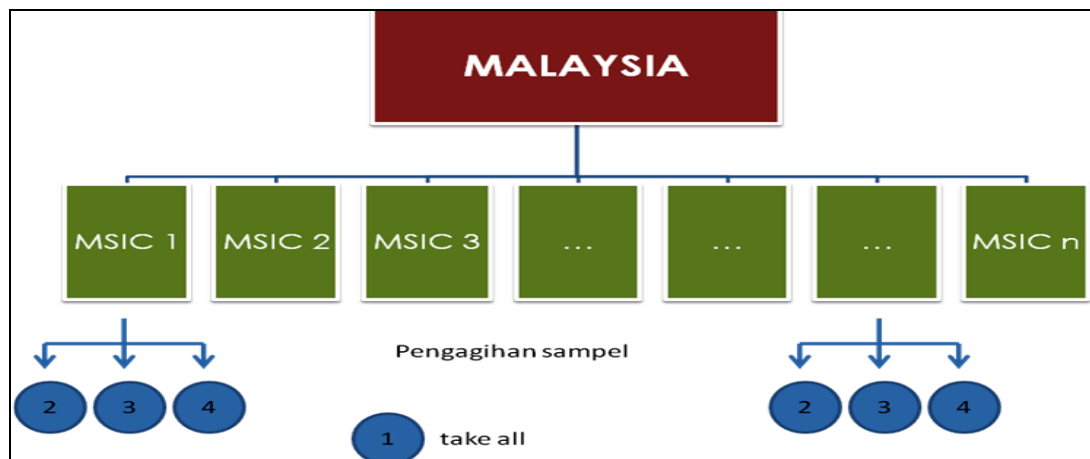 MALAYSIA
MSIC 1 MSIC 2 MSIC 3 ... ... ... MSIC n
Pengagihan sampel
2 3 4 2 3 4
1 take all